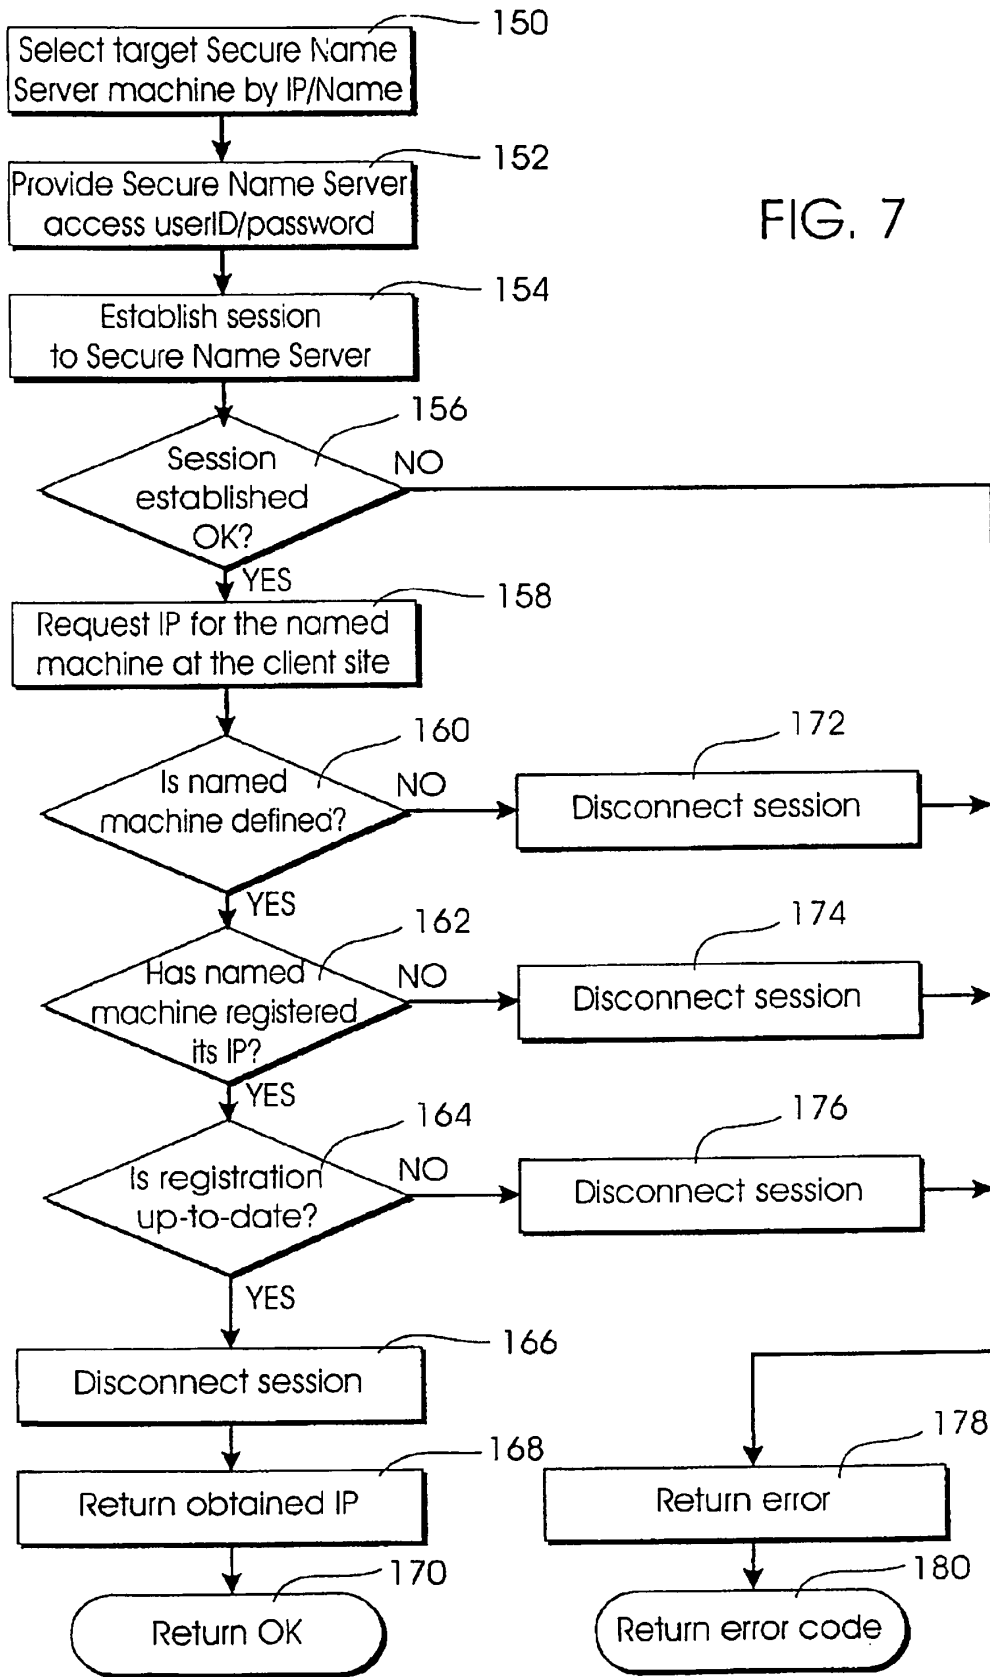 150
Select target Secure Name
Server machine by IP/Name
152
Provide Secure Name Server
access userID/password
FIG. 7
154
Establish session
to Secure Name Server
156
Session
established
OK?
NO
YES
158
Request IP for the named
machine at the client site
160
Is named
machine defined?
NO
172
Disconnect session
YES
162
Has named
machine registered
its IP?
NO
174
Disconnect session
YES
164
Is registration
up-to-date?
NO
176
Disconnect session
YES
166
Disconnect session
168
Return obtained IP
178
Return error
170
Return OK
180
Return error code